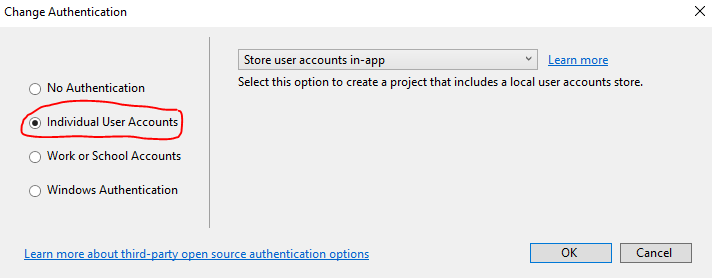 Change Authentication
Store user accounts in-app
Learn more
Select this option to create a project that includes a local user accounts store.
No Authentication
Individual User Accounts
Work or School Accounts
Windows Authentication
Learn more about third-party open source authentication options
OK
Cancel